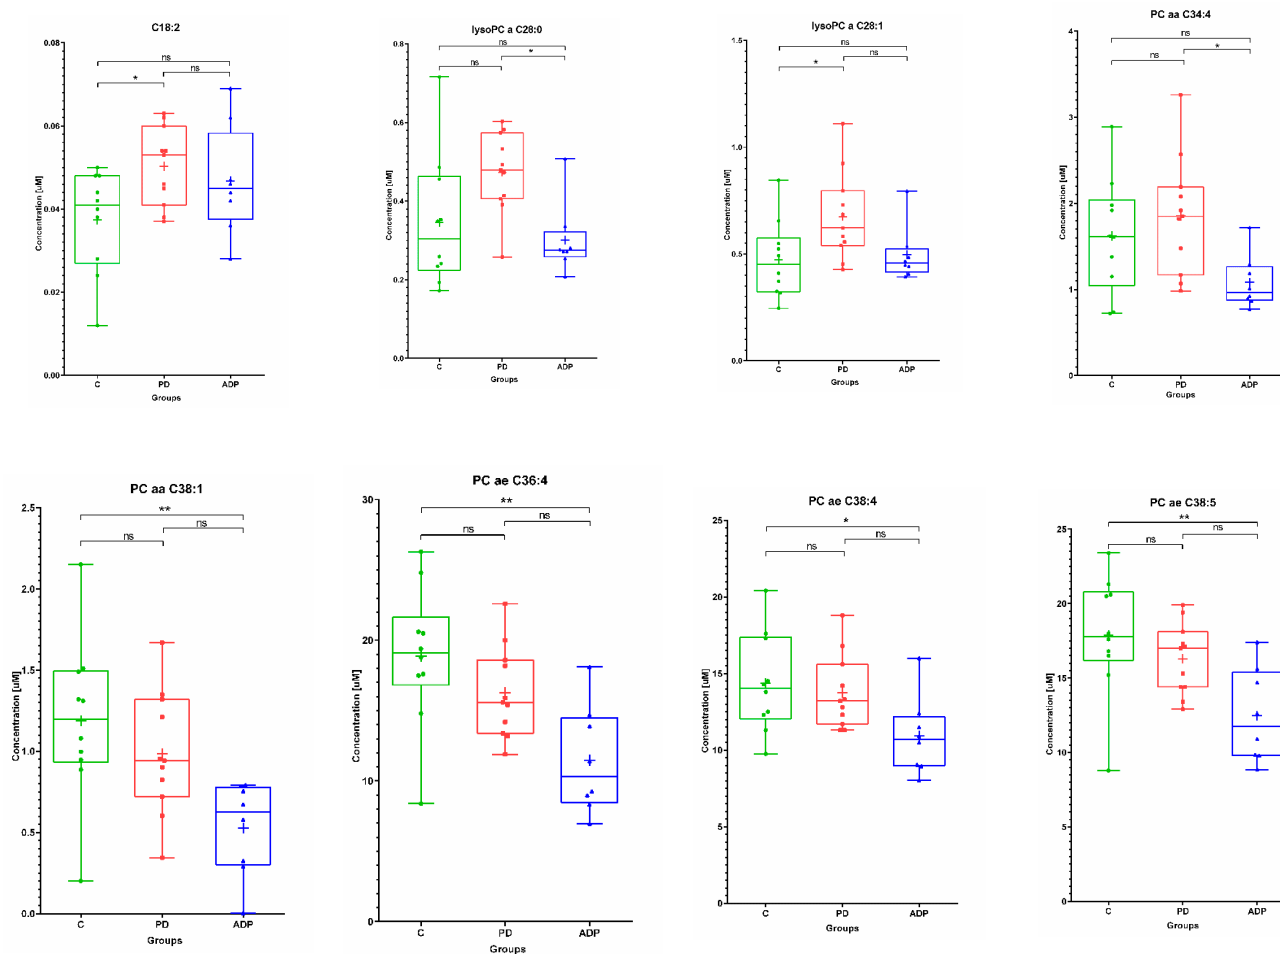 C18:2
0.08
0.06
0.04
0.02
0.00
Concentration [uM]
ns
ns
*
C PD ADP
Groups
lysoPC a C28:0
0.8
0.6
0.4
0.2
0.0
Concentration [uM]
ns
*
ns
C PD ADP
Groups
lysoPC a C28:1
1.5
1.0
0.5
0.0
Concentration [uM]
ns
ns
*
C PD ADP
Groups
PC aa C34:4
4
3
2
1
0
Concentration [uM]
ns
*
ns
C PD ADP
Groups
PC aa C38:1
2.5
2.0
1.5
1.0
0.5
0.0
Concentration [uM]
**
ns
ns
C PD ADP
Groups
PC ae C36:4
30
20
10
0
Concentration [uM]
**
ns
ns
C PD ADP
Groups
PC ae C38:4
25
20
15
10
5
0
Concentration [uM]
*
ns
ns
C PD ADP
Groups
PC ae C38:5
25
20
15
10
5
0
Concentration [uM]
**
ns
ns
C PD ADP
Groups